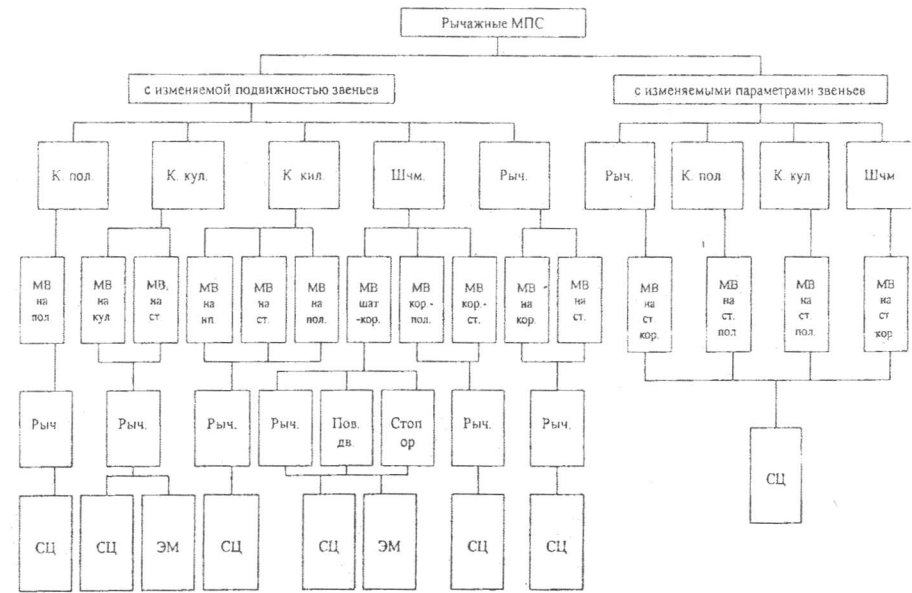 Рычажные МПС
с изменяемой подвижностью звеньев
с изменяемыми параметрами звеньев
К. пол.
К. кул.
К. кил.
Шчм.
Рыч.
Рыч.
К. пол
К. кул
Шчм
МВ
на
пол.
МВ
на
кул
МВ,
на
ст
МВ
на
нп.
МВ
на
ст.
МВ
на
пол.
МВ
шат
-кор.
МВ
кор.-
пол.
МВ
кор.-
ст.
МВ
на
кор.
МВ
на
ст.
МВ
на
ст
кор.
МВ
на
ст.
пол
МВ
на
ст.
пол.
МВ
на
ст
кор
Рыч
Рыч.
Рыч.
Рыч.
Пов.
дв.
Стоп
ор
Рыч.
Рыч.
СЦ
СЦ
СЦ
ЭМ
СЦ
СЦ
ЭМ
СЦ
СЦ